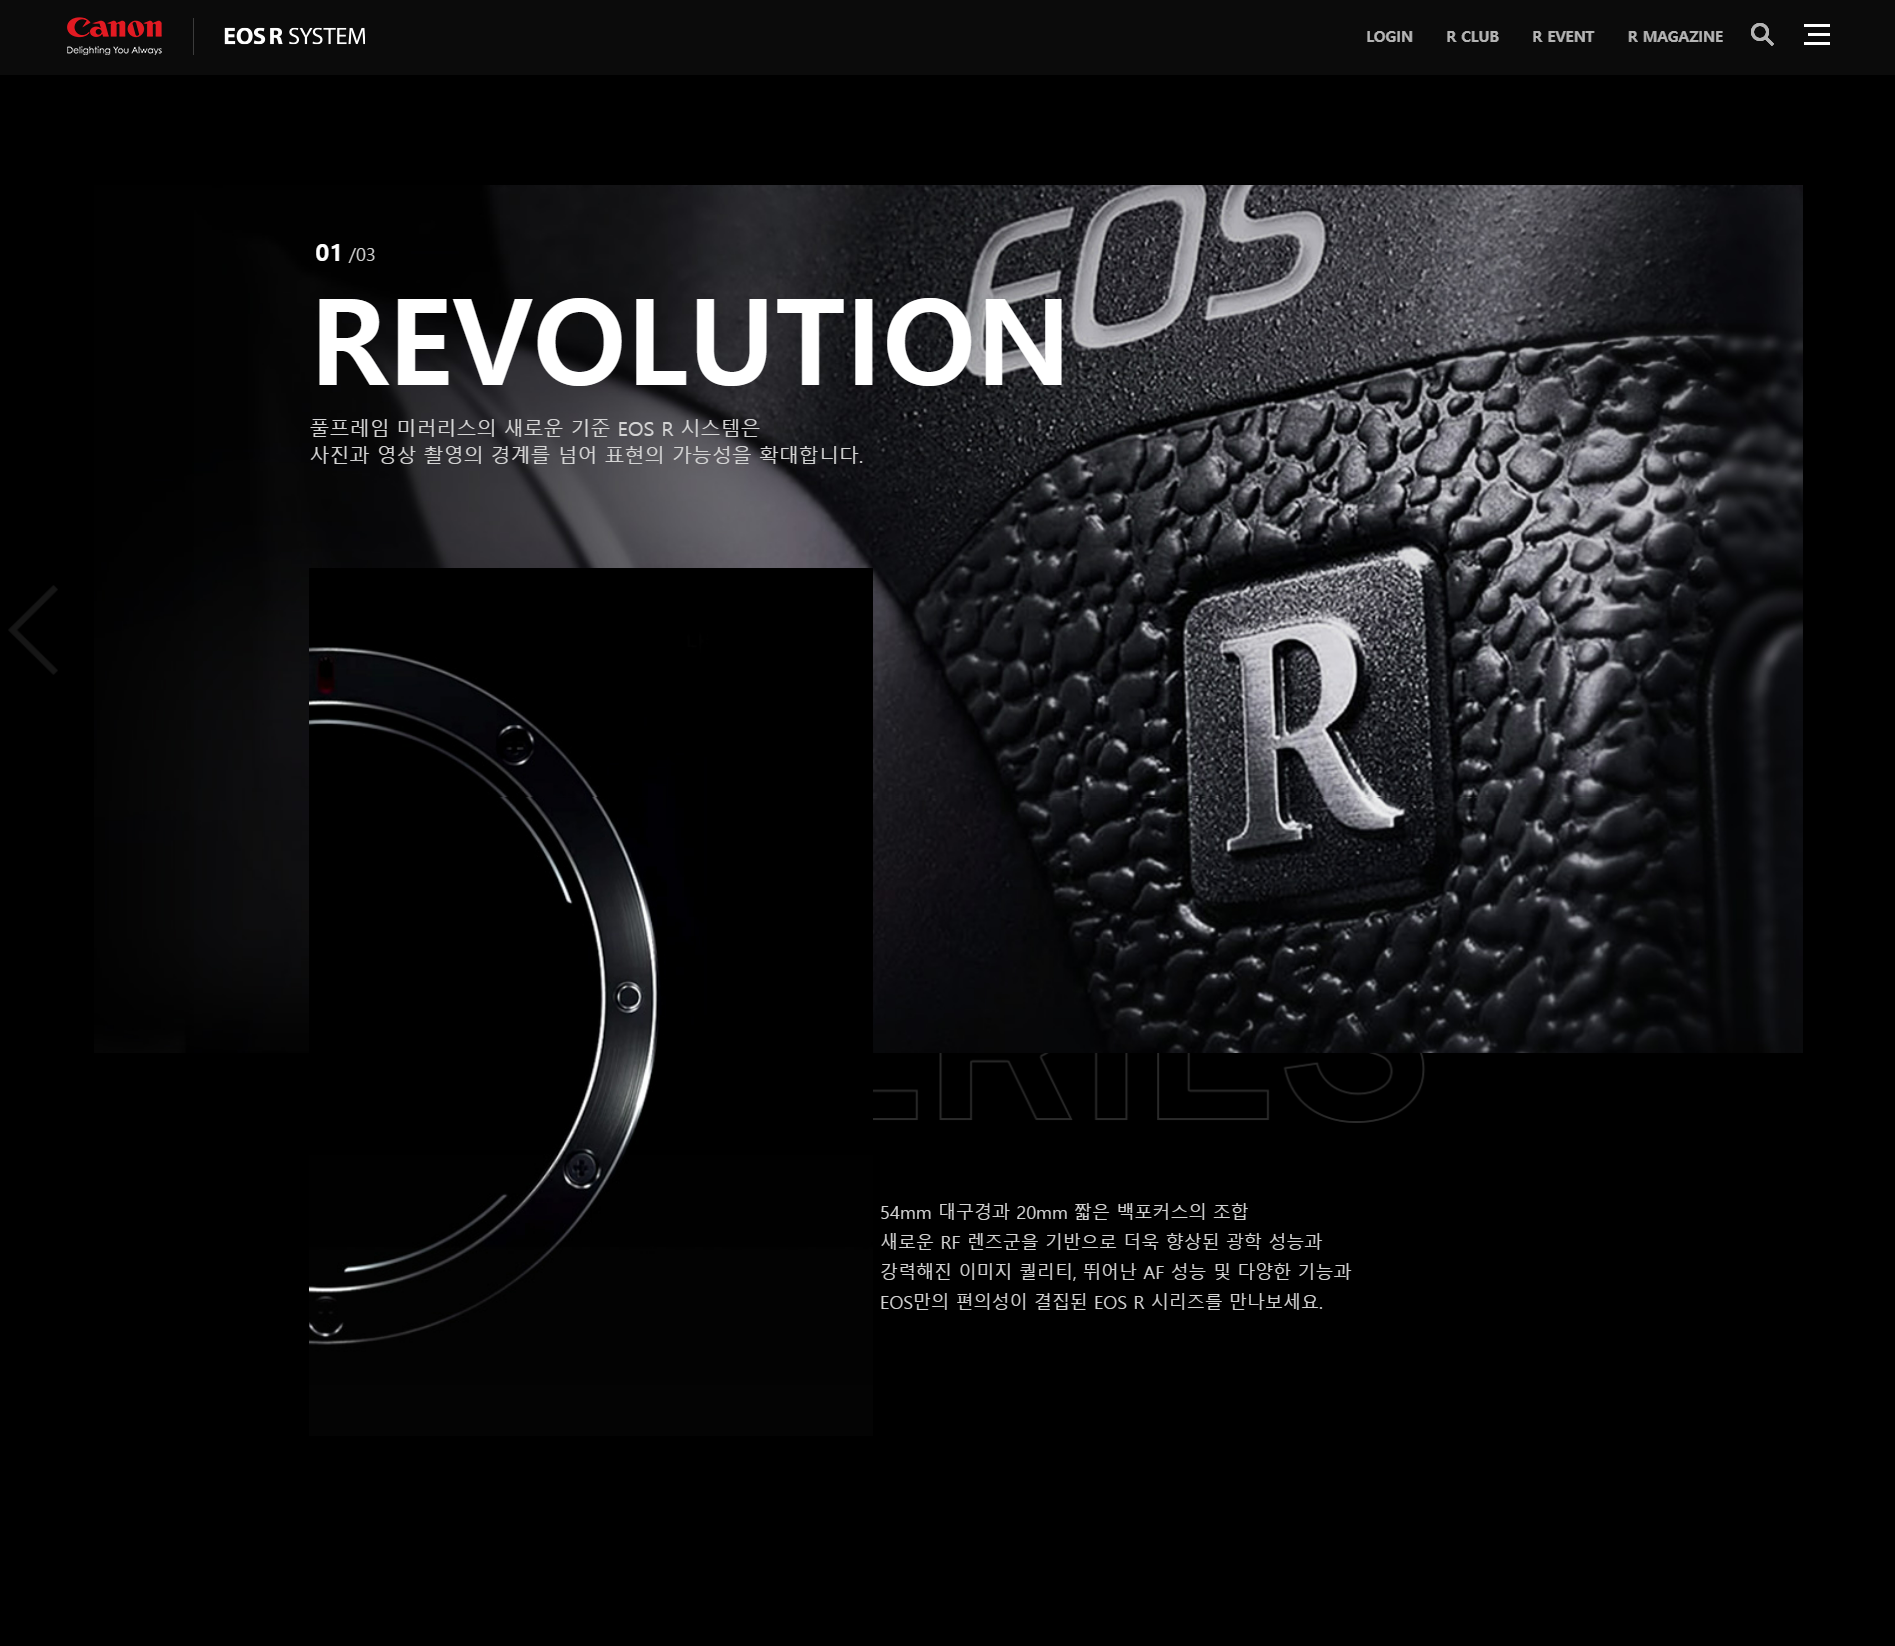 Canon
Delighting You Always
EOS R SYSTEM
LOGIN
R CLUB
R EVENT
R MAGAZINE
01 /03
EOS
REVOLUTION
풀프레임 미러리스의 새로운 기준 EOS R 시스템은
사진과 영상 촬영의 경계를 넘어 표현의 가능성을 확대합니다.
R
54mm 대구경과 20mm 짧은 백포커스의 조합
새로운 RF 렌즈군을 기반으로 더욱 향상된 광학 성능과
강력해진 이미지 퀄리티, 뛰어난 AF 성능 및 다양한 기능과
EOS만의 편의성이 결집된 EOS R 시리즈를 만나보세요.